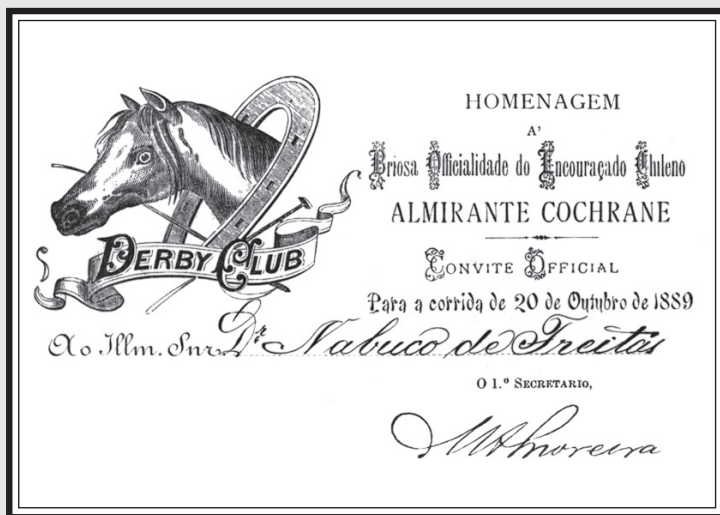 DERBY CLUB
HOMENAGEM
A'
Briosa Officialidade do Encouraçado Chileno
ALMIRANTE COCHRANE
CONVITE OFFICIAL
Para a corrida de 20 de Outubro de 1889
Ao Illm. Snr. Dr Nabuco de Freitas
O 1.º SECRETARIO,